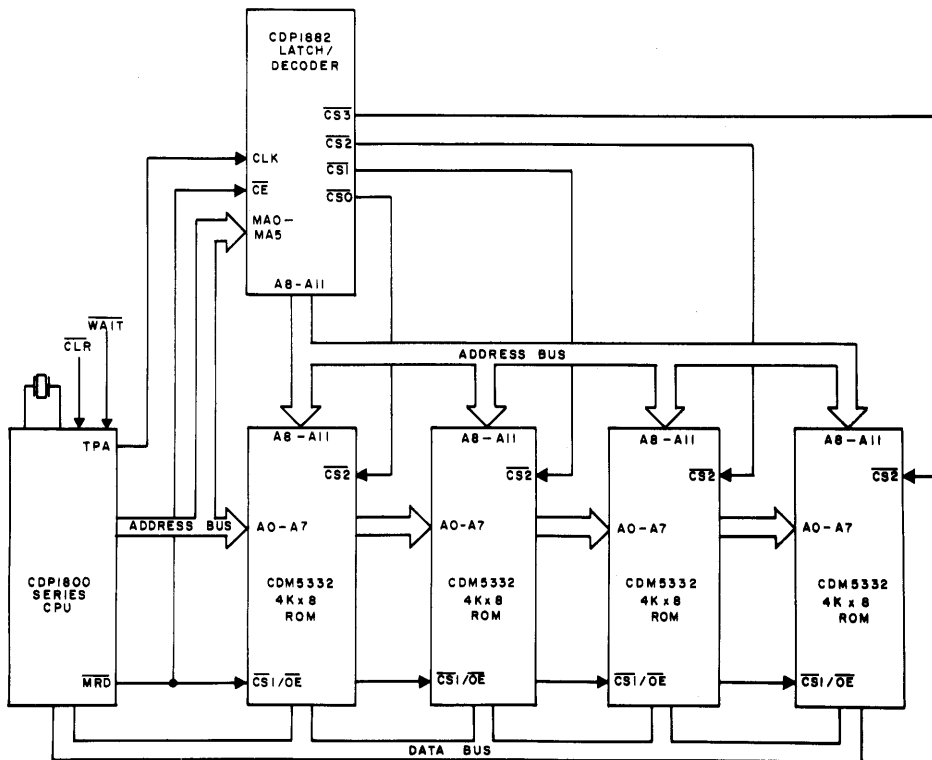 CDP1882
LATCH/
DECODER
CS3
CS2
CLK
CS1
CE
CS0
MA0-
MA5
A8-A11
WAIT
CLR
ADDRESS BUS
TPA
A8-A11
A8-A11
A8-A11
A8-A11
CS2
CS2
CS2
CS2
ADDRESS BUS
A0-A7
A0-A7
A0-A7
A0-A7
CDP1800
SERIES
CPU
CDM5332
4K x 8
ROM
CDM5332
4K x 8
ROM
CDM5332
4K x 8
ROM
CDM5332
4K x 8
ROM
MRD
CS1/OE
CS1/OE
CS1/OE
CS1/OE
DATA BUS